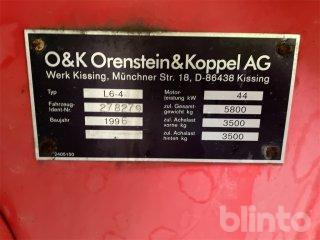 O&K Orenstein & Koppel AG
Werk Kissing, Münchner Str. 18, D-86438 Kissing
Typ L6-4 Motor-leistung kW 44
Fahrzeug-Ident-Nr. 278279 zul. Gesamt-gewicht kg 5800
Baujahr 1996 zul. Achslast vorne kg 3500
zul. Achslast hinten kg 3500
2405150
blinto